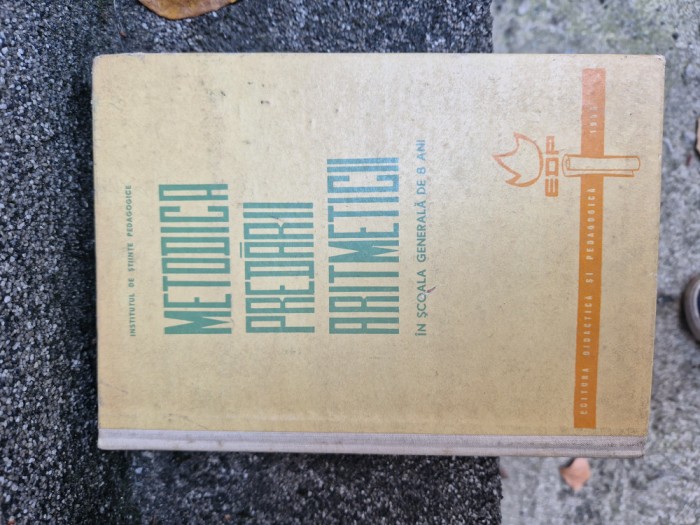 INSTITUTUL DE ȘTIINȚE PEDAGOGICE
METODICA
PREDĂRII
ARITMETICII
ÎN ȘCOALA GENERALĂ DE 8 ANI
EDP
EDITURA DIDACTICĂ ȘI PEDAGOGICĂ